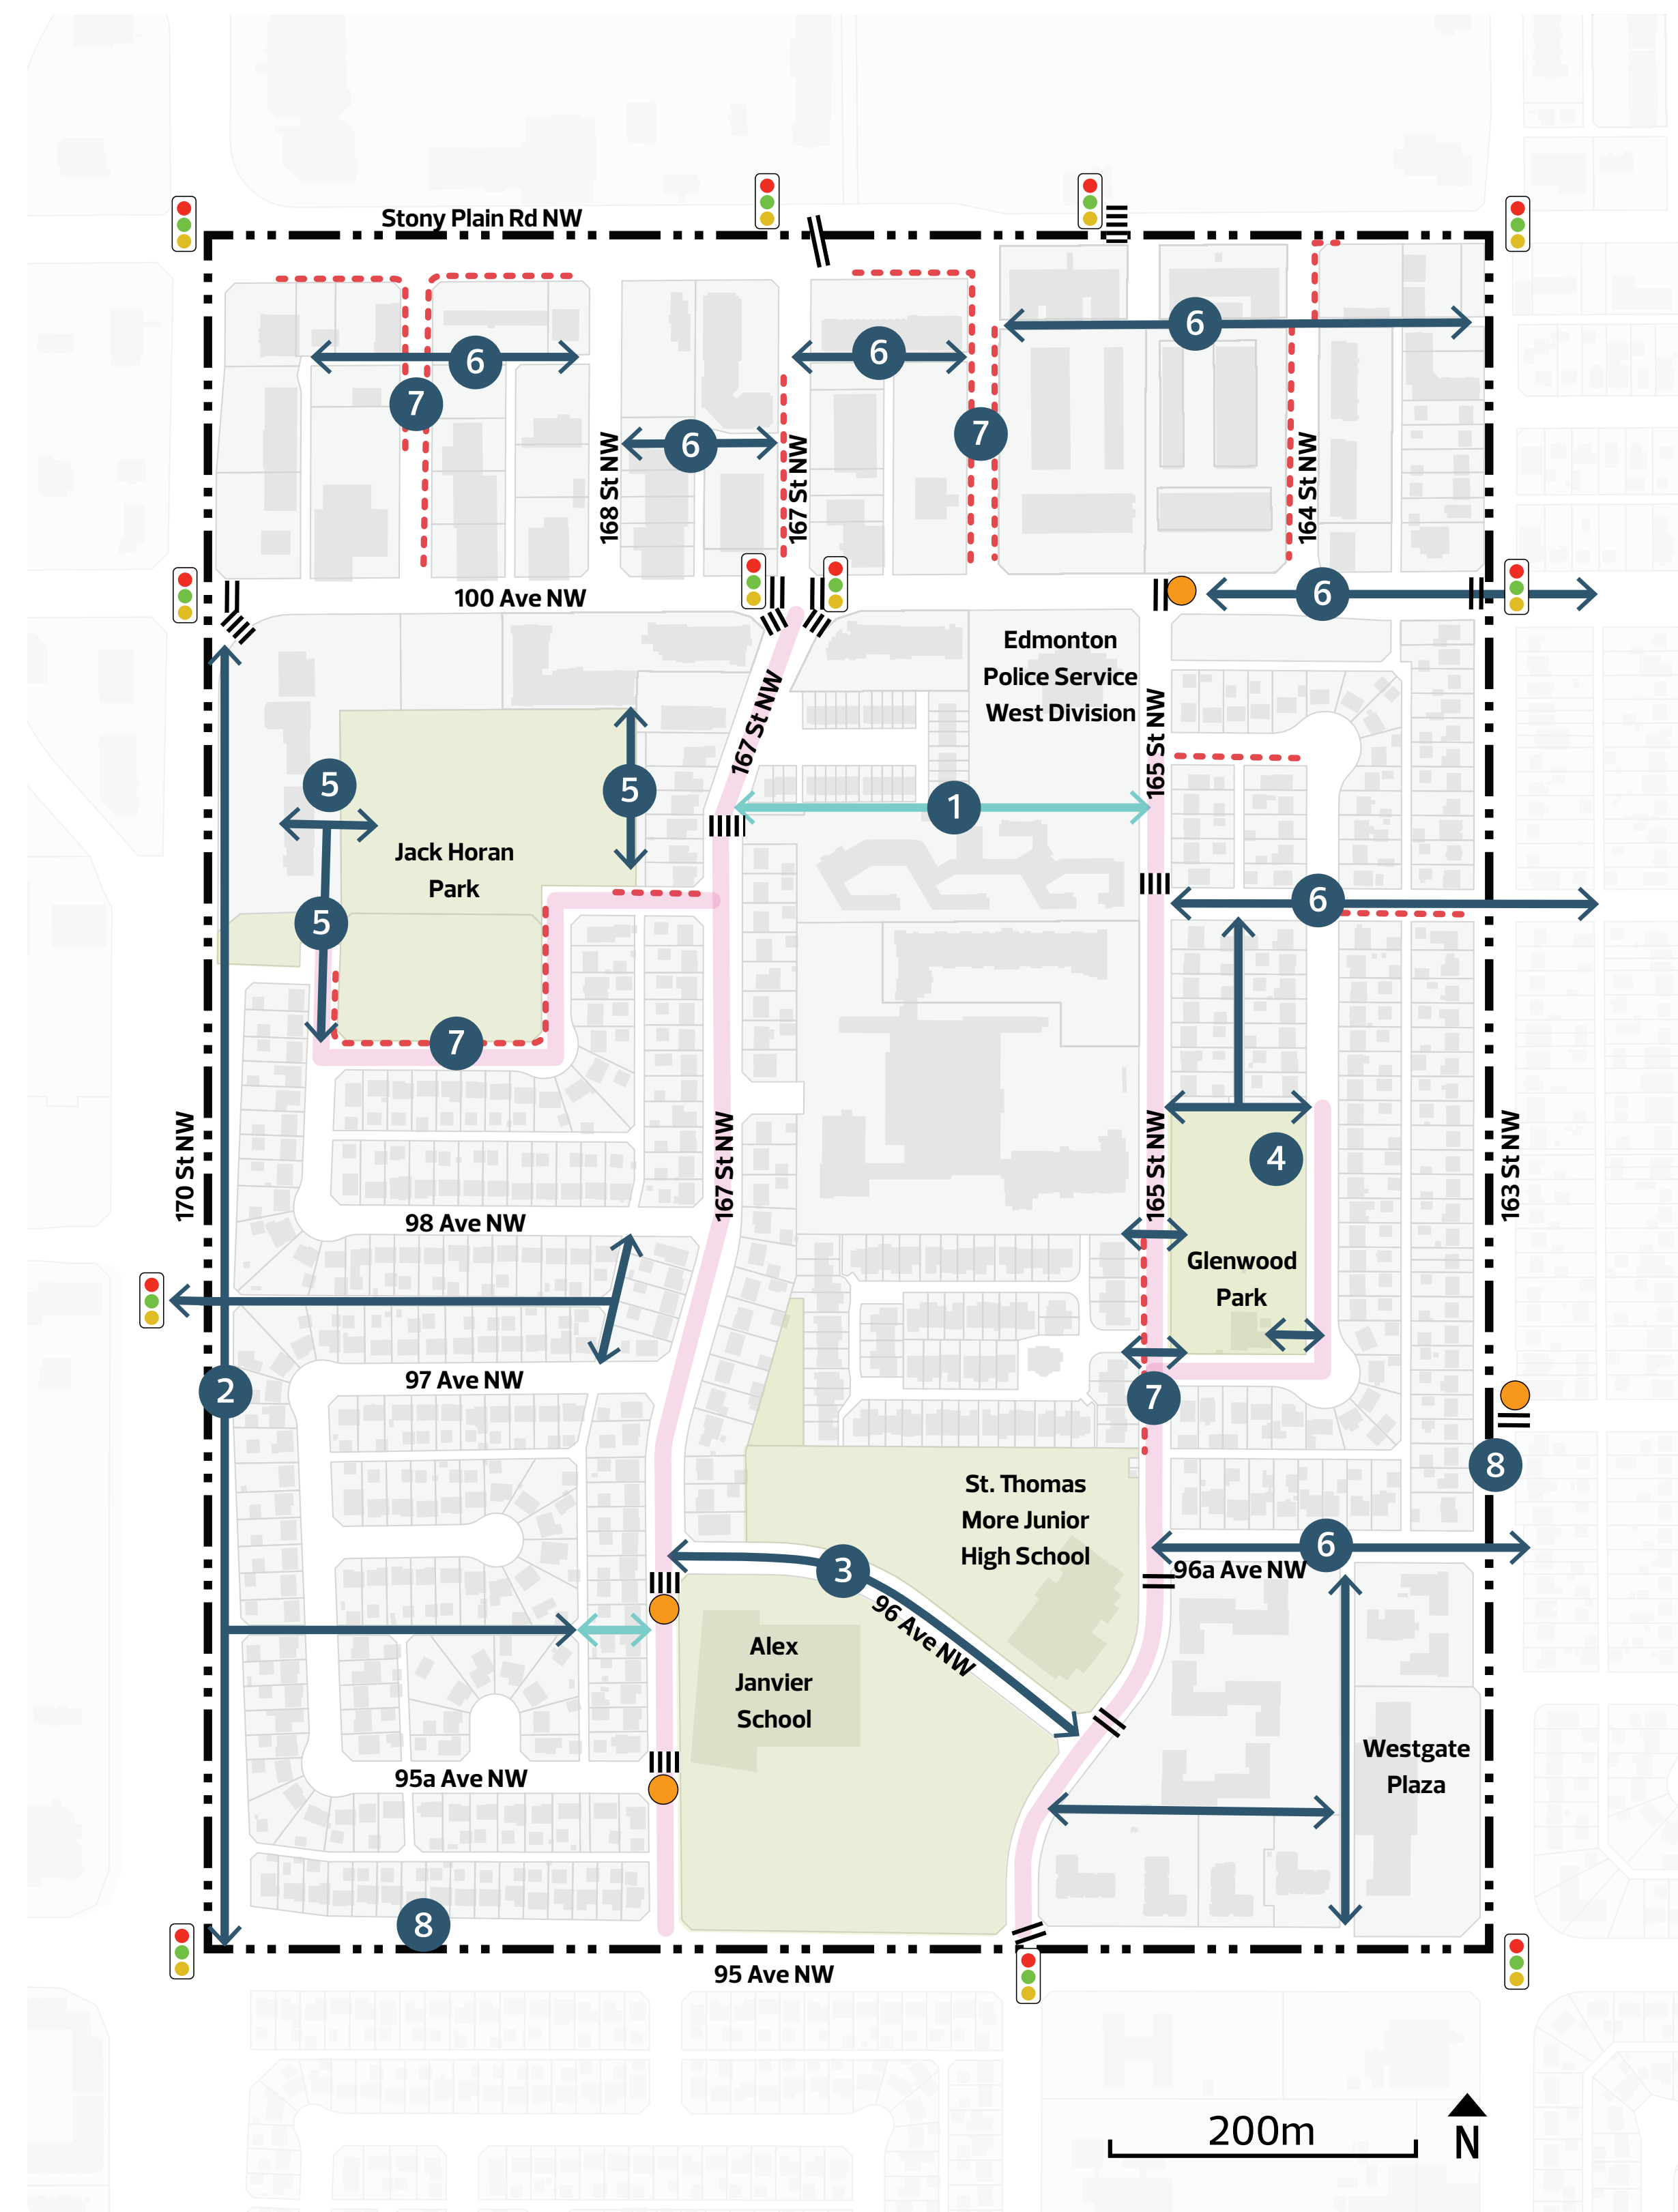 Stony Plain Rd NW
6
6
6
7
6
7
168 St NW
167 St NW
164 St NW
100 Ave NW
6
Edmonton
Police Service
West Division
167 St NW
165 St NW
5
5
1
Jack Horan
Park
6
5
7
170 St NW
167 St NW
165 St NW
163 St NW
4
98 Ave NW
Glenwood
Park
97 Ave NW
2
7
8
St. Thomas
More Junior
High School
6
96a Ave NW
3
96 Ave NW
Alex
Janvier
School
Westgate
Plaza
95a Ave NW
8
95 Ave NW
200m
N